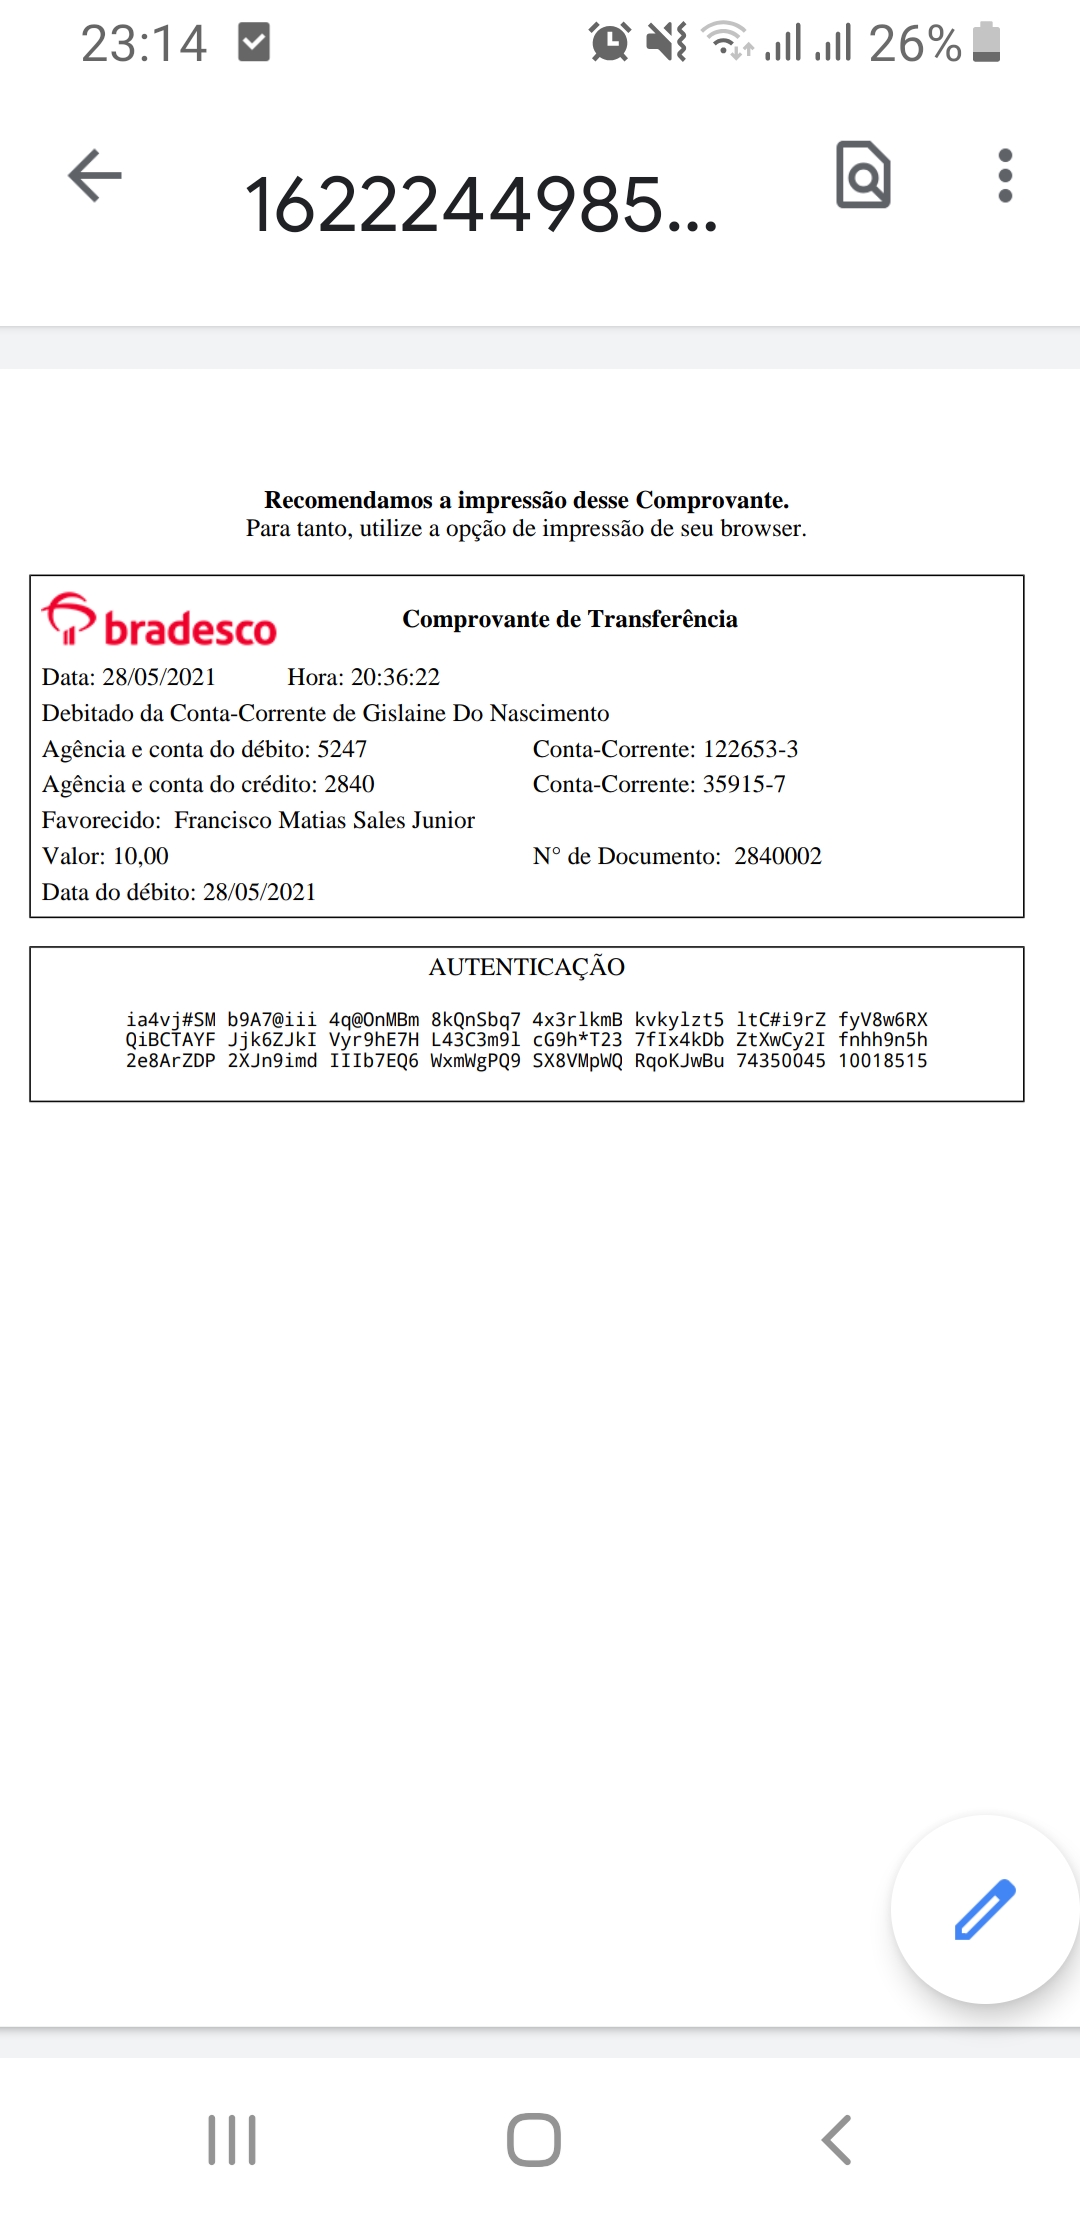 23:14 26%
1622244985...
Recomendamos a impressão desse Comprovante.
Para tanto, utilize a opção de impressão de seu browser.
bradesco Comprovante de Transferência
Data: 28/05/2021 Hora: 20:36:22
Debitado da Conta-Corrente de Gislaine Do Nascimento
Agência e conta do débito: 5247 Conta-Corrente: 122653-3
Agência e conta do crédito: 2840 Conta-Corrente: 35915-7
Favorecido: Francisco Matias Sales Junior
Valor: 10,00 N° de Documento: 2840002
Data do débito: 28/05/2021
AUTENTICAÇÃO
ia4vj#SM b9A7@iii 4q@OnMBm 8kQnSbq7 4x3rlkmB kvkylzt5 ltC#i9rZ fyV8w6RX
QiBCTAYF Jjk6ZJkI Vyr9hE7H L43C3m9l cG9h*T23 7fIx4kDb ZtXwCy2I fnhh9n5h
2e8ArZDP 2XJn9imd IIIb7EQ6 WxmWgPQ9 SX8VMpWQ RqoKJwBu 74350045 10018515